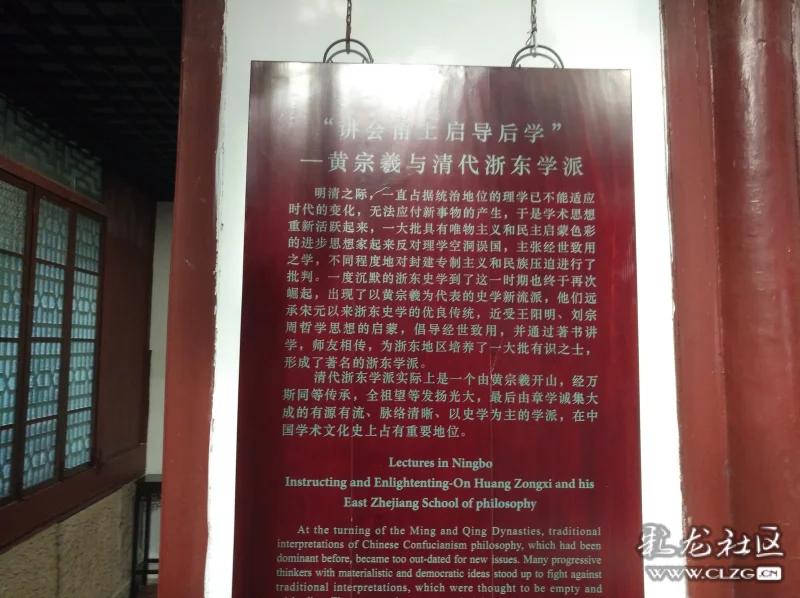 “讲会甬上启导后学”
—黄宗羲与清代浙东学派
明清之际，一直占据统治地位的理学已不能适应
时代的变化，无法应付新事物的产生，于是学术思想
重新活跃起来，一大批具有唯物主义和民主启蒙色彩
的进步思想家起来反对理学空洞误国，主张经世致用
之学，不同程度地对封建专制主义和民族压迫进行了
批判。一度沉默的浙东史学到了这一时期也终于再次
崛起，出现了以黄宗羲为代表的史学新流派，他们远
承宋元以来浙东史学的优良传统，近受王阳明、刘宗
周哲学思想的启蒙，倡导经世致用，并通过著书讲
学，师友相传，为浙东地区培养了一大批有识之士，
形成了著名的浙东学派。
清代浙东学派实际上是一个由黄宗羲开山，经万
斯同等传承，全祖望等发扬光大，最后由章学诚集大
成的有源有流、脉络清晰、以史学为主的学派，在中
国学术文化史上占有重要地位。
Lectures in Ningbo
Instructing and Enlightenting-On Huang Zongxi and his
East Zhejiang School of philosophy
At the turning of the Ming and Qing Dynasties, traditional
interpretations of Chinese Confucianism philosophy, which had been
dominant before, became too out-dated for new issues. Many progressive
thinkers with materialistic and democratic ideas stood up to fight against
traditional interpretations, which were thought to be empty and
彩龙社区
WWW.CLZG.CN